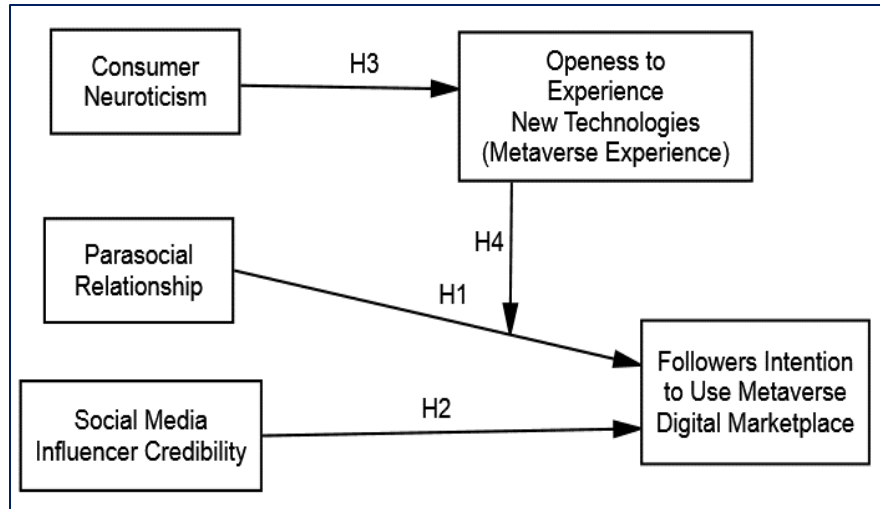 Consumer
Neuroticism
H3
Openess to
Experience
New Technologies
(Metaverse Experience)
H4
Parasocial
Relationship
H1
Followers Intention
to Use Metaverse
Digital Marketplace
Social Media
Influencer Credibility
H2